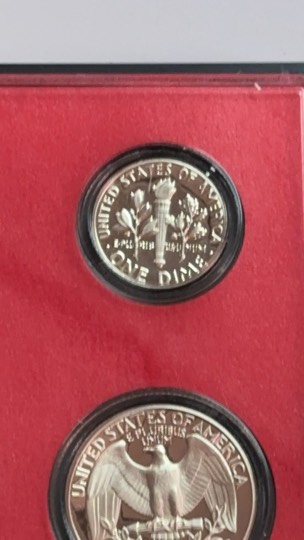 UNITED STATES OF AMERICA
E PLURIBUS UNUM
ONE DIME
UNITED STATES OF AMERICA
E PLURIBUS
UNUM